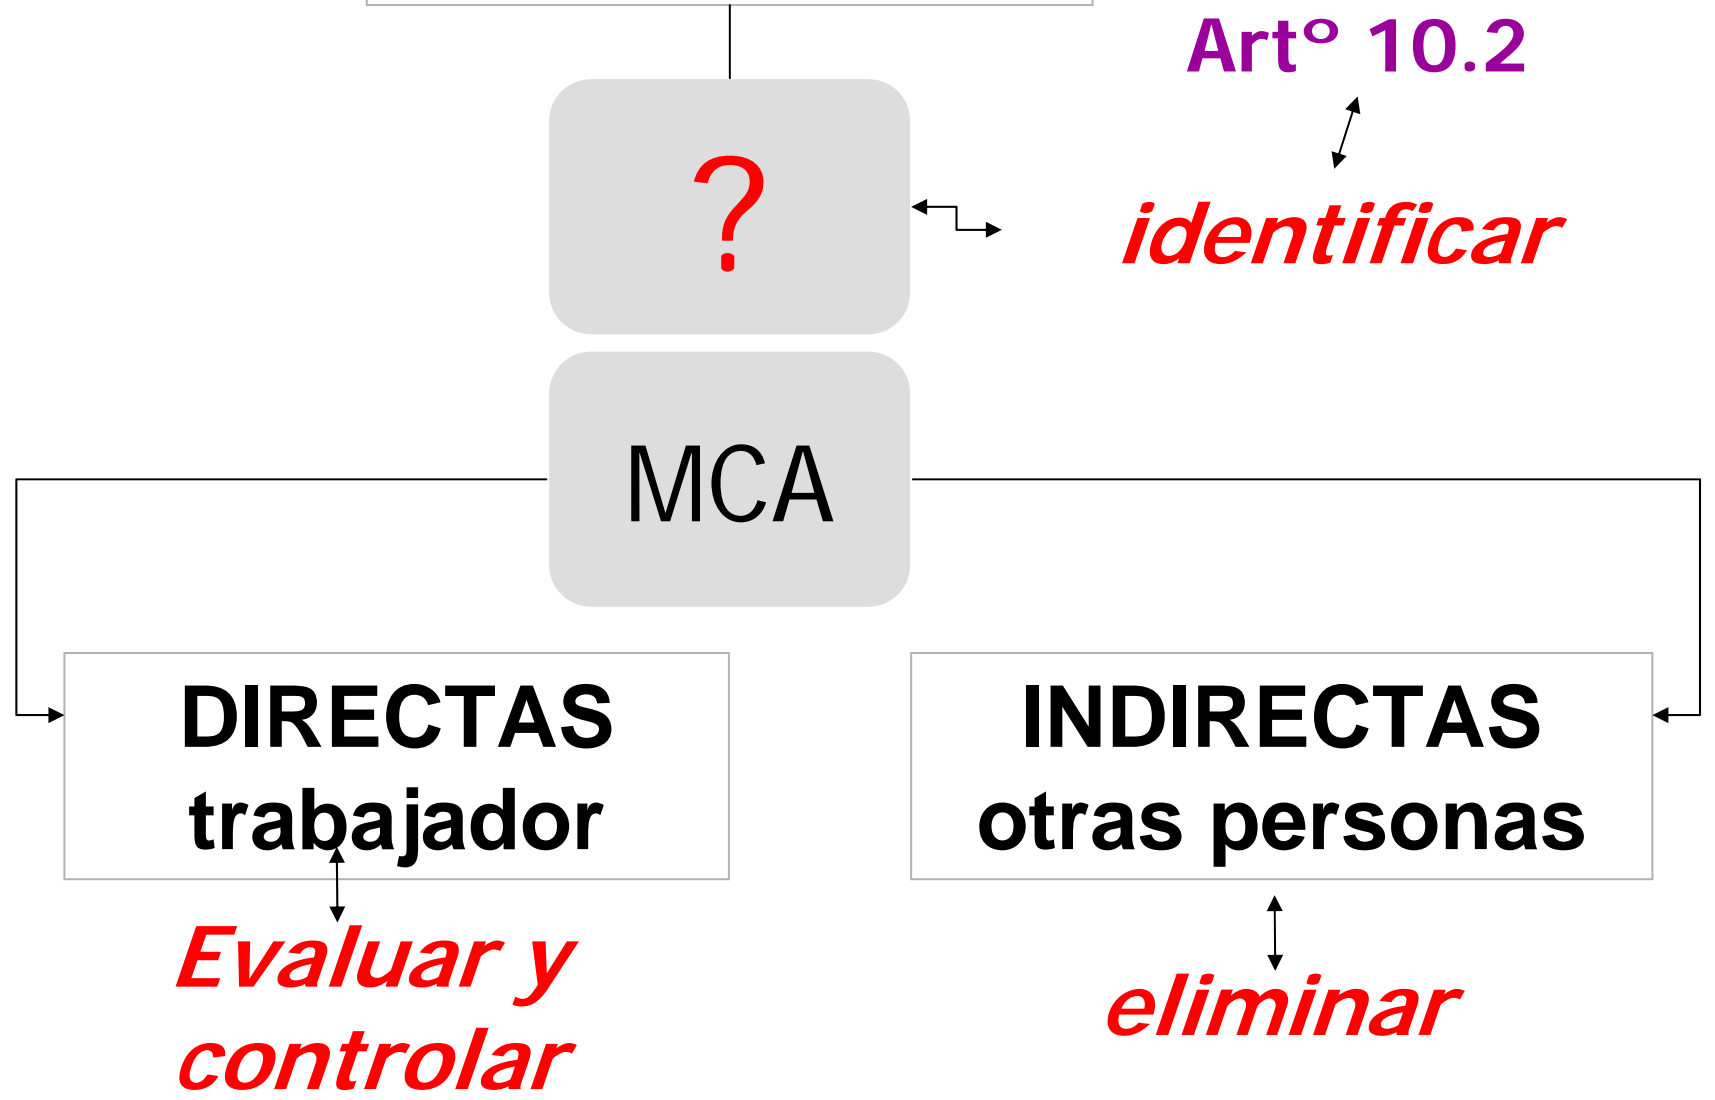 Artº 10.2
?
identificar
MCA
DIRECTAS
trabajador
INDIRECTAS
otras personas
Evaluar y
controlar
eliminar